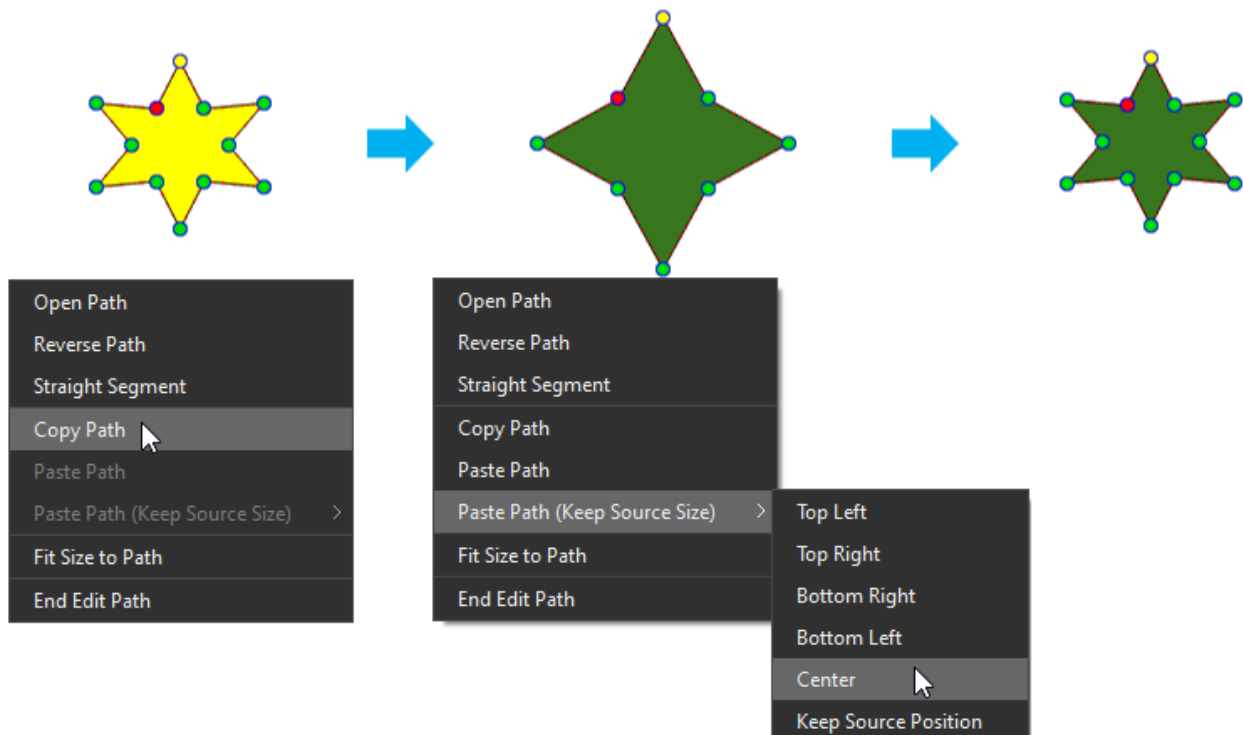 Open Path
Reverse Path
Straight Segment
Copy Path
Paste Path
Paste Path (Keep Source Size) >
Fit Size to Path
End Edit Path
Open Path
Reverse Path
Straight Segment
Copy Path
Paste Path
Paste Path (Keep Source Size) >
Fit Size to Path
End Edit Path
Top Left
Top Right
Bottom Right
Bottom Left
Center
Keep Source Position